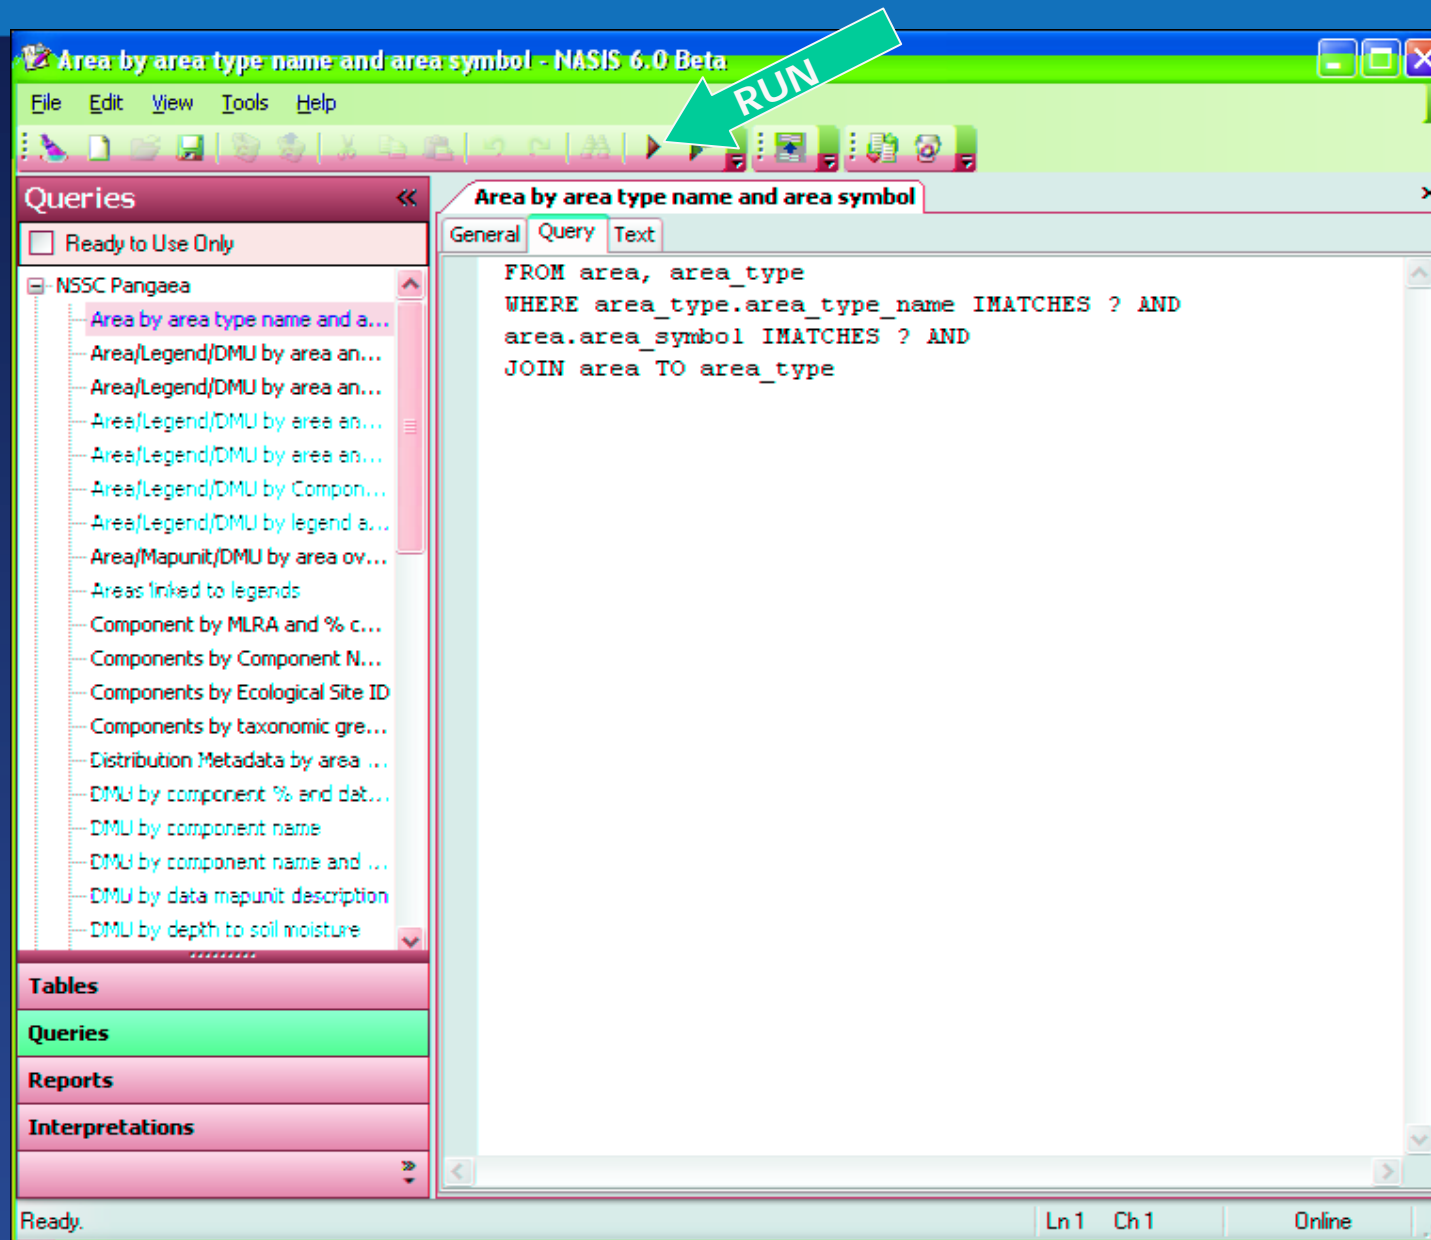 Area by area type name and area symbol - NASIS 6.0 Beta
RUN
File Edit View Tools Help
Queries
Ready to Use Only
NSSC Pangaea
Area by area type name and a...
Area/Legend/DMU by area an...
Area/Legend/DMU by area an...
Area/Legend/DMU by area an...
Area/Legend/DMU by area an...
Area/Legend/DMU by Compon...
Area/Legend/DMU by legend a...
Area/Mapunit/DMU by area ov...
Areas linked to legends
Component by MLRA and % c...
Components by Component N...
Components by Ecological Site ID
Components by taxonomic gre...
Distribution Metadata by area ...
DMU by component % and dat...
DMU by component name
DMU by component name and ...
DMU by data mapunit description
DMU by depth to soil moisture
Tables
Queries
Reports
Interpretations
Area by area type name and area symbol
General Query Text
FROM area, area_type
WHERE area_type.area_type_name IMATCHES ? AND
area.area_symbol IMATCHES ? AND
JOIN area TO area_type
Ready. Ln 1 Ch 1 Online